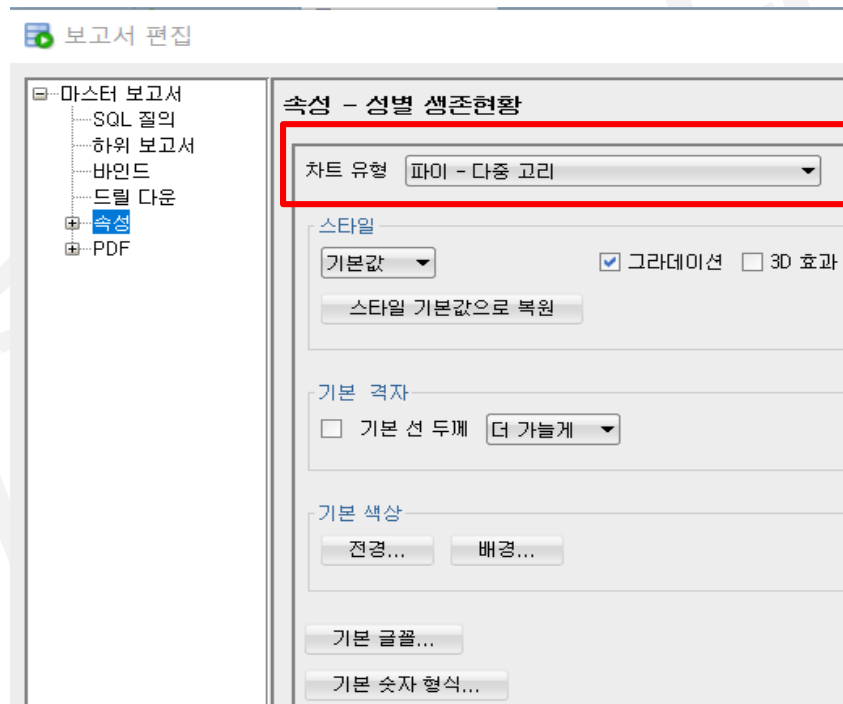 보고서 편집
마스터 보고서
SQL 질의
하위 보고서
바인드
드릴 다운
속성
PDF
속성 - 성별 생존현황
차트 유형 파이 - 다중 고리
스타일
기본값 그라데이션 3D 효과
스타일 기본값으로 복원
기본 격자
기본 선 두께 더 가늘게
기본 색상
전경... 배경...
기본 글꼴...
기본 숫자 형식...